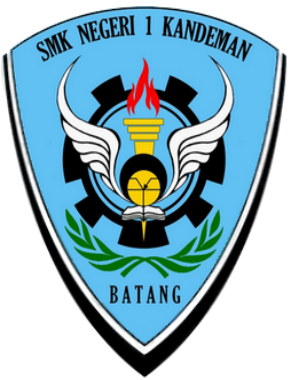 SMK NEGERI 1 KANDEMAN
BATANG